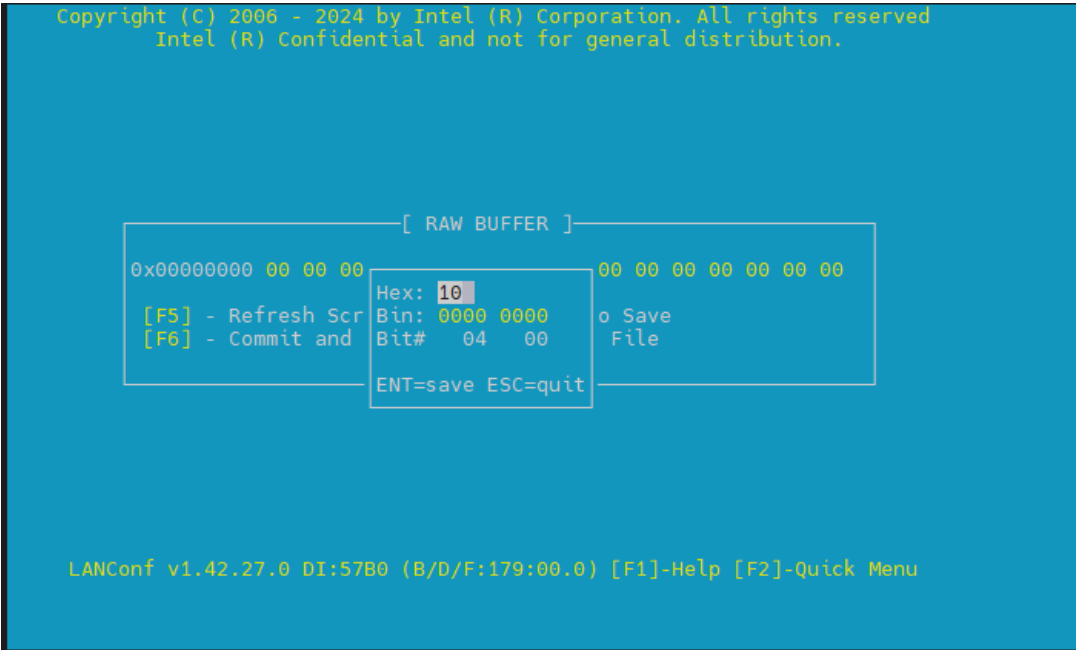 Copyright (C) 2006 - 2024 by Intel (R) Corporation. All rights reserved
Intel (R) Confidential and not for general distribution.
[ RAW BUFFER ]
0x00000000 00 00 00 00 00 00 00 00 00 00
Hex: 10
[F5] - Refresh Scr Bin: 0000 0000 o Save
[F6] - Commit and Bit# 04 00 File
ENT=save ESC=quit
LANConf v1.42.27.0 DI:57B0 (B/D/F:179:00.0) [F1]-Help [F2]-Quick Menu